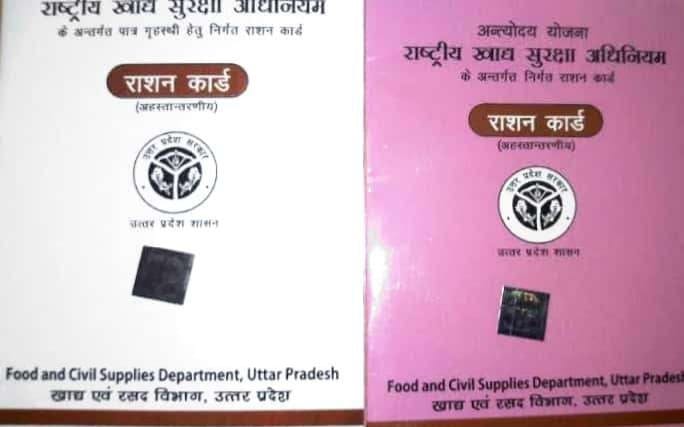 राष्ट्रीय खाद्य सुरक्षा अधिनियम
के अन्तर्गत पात्र गृहस्थी हेतु निर्गत राशन कार्ड
राशन कार्ड
(अहस्तान्तरणीय)
उत्तर प्रदेश सरकार
उत्तर प्रदेश शासन
Food and Civil Supplies Department, Uttar Pradesh
खाद्य एवं रसद विभाग, उत्तर प्रदेश
अन्त्योदय योजना
राष्ट्रीय खाद्य सुरक्षा अधिनियम
के अन्तर्गत निर्गत राशन कार्ड
राशन कार्ड
(अहस्तान्तरणीय)
उत्तर प्रदेश सरकार
उत्तर प्रदेश शासन
Food and Civil Supplies Department, Uttar Pradesh
खाद्य एवं रसद विभाग, उत्तर प्रदेश